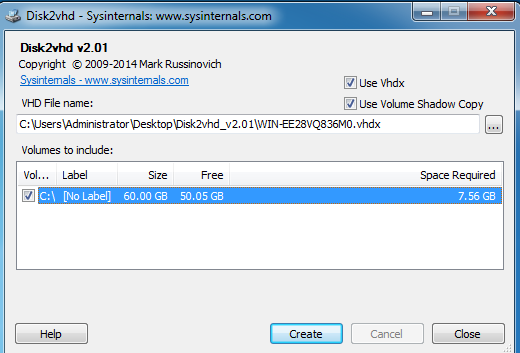 Disk2vhd - Sysinternals: www.sysinternals.com
Disk2vhd v2.01
Copyright © 2009-2014 Mark Russinovich
Sysinternals - www.sysinternals.com
Use Vhdx
VHD File name:
Use Volume Shadow Copy
C:\Users\Administrator\Desktop\Disk2vhd_v2.01\WIN-EE28VQ836M0.vhdx
...
Volumes to include:
Vol... Label Size Free Space Required
C:\ [No Label] 60.00 GB 50.05 GB 7.56 GB
Help Create Cancel Close